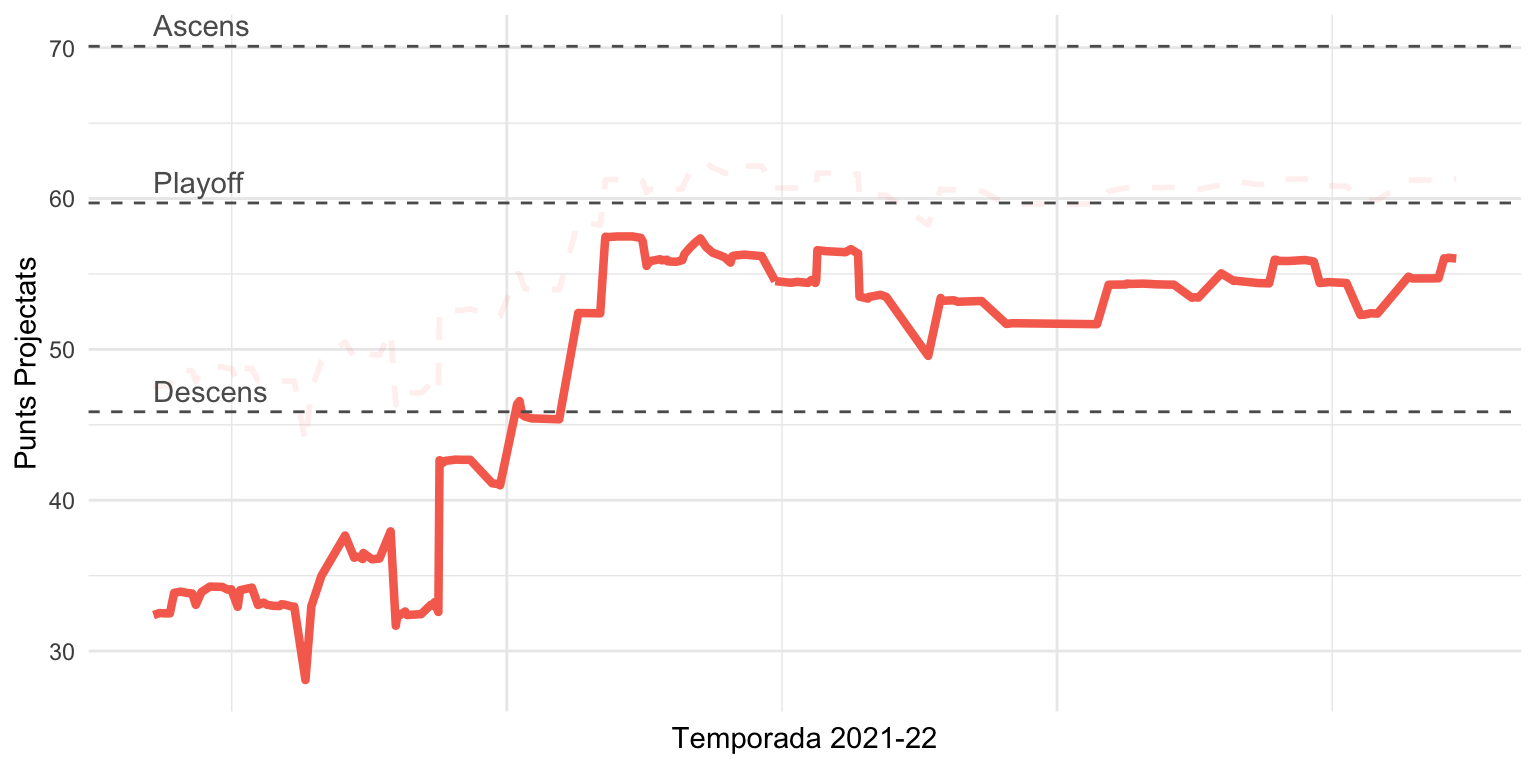 Ascens
70
Playoff
60
50
Descens
40
30
Punts Projectats
Temporada 2021-22